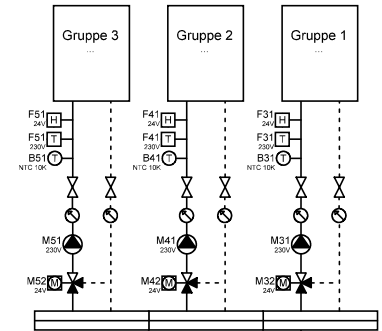 Gruppe 3
...
Gruppe 2
...
Gruppe 1
...
F51 H
24V
F41 H
24V
F31 H
24V
F51 T
230V
F41 T
230V
F31 T
230V
B51 T
NTC 10K
B41 T
NTC 10K
B31 T
NTC 10K
M51
230V
M41
230V
M31
230V
M52 M
24V
M42 M
24V
M32 M
24V